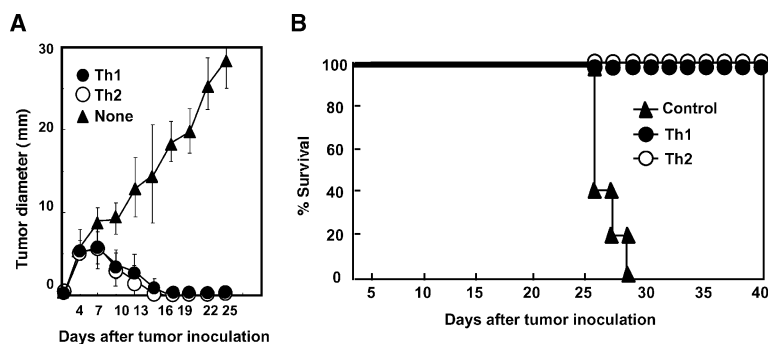 A
30
20
10
0
Tumor diameter (mm)
Th1
Th2
None
4 7 10 13 16 19 22 25
Days after tumor inoculation
B
100
80
60
40
20
0
% Survival
Control
Th1
Th2
5 10 15 20 25 30 35 40
Days after tumor inoculation